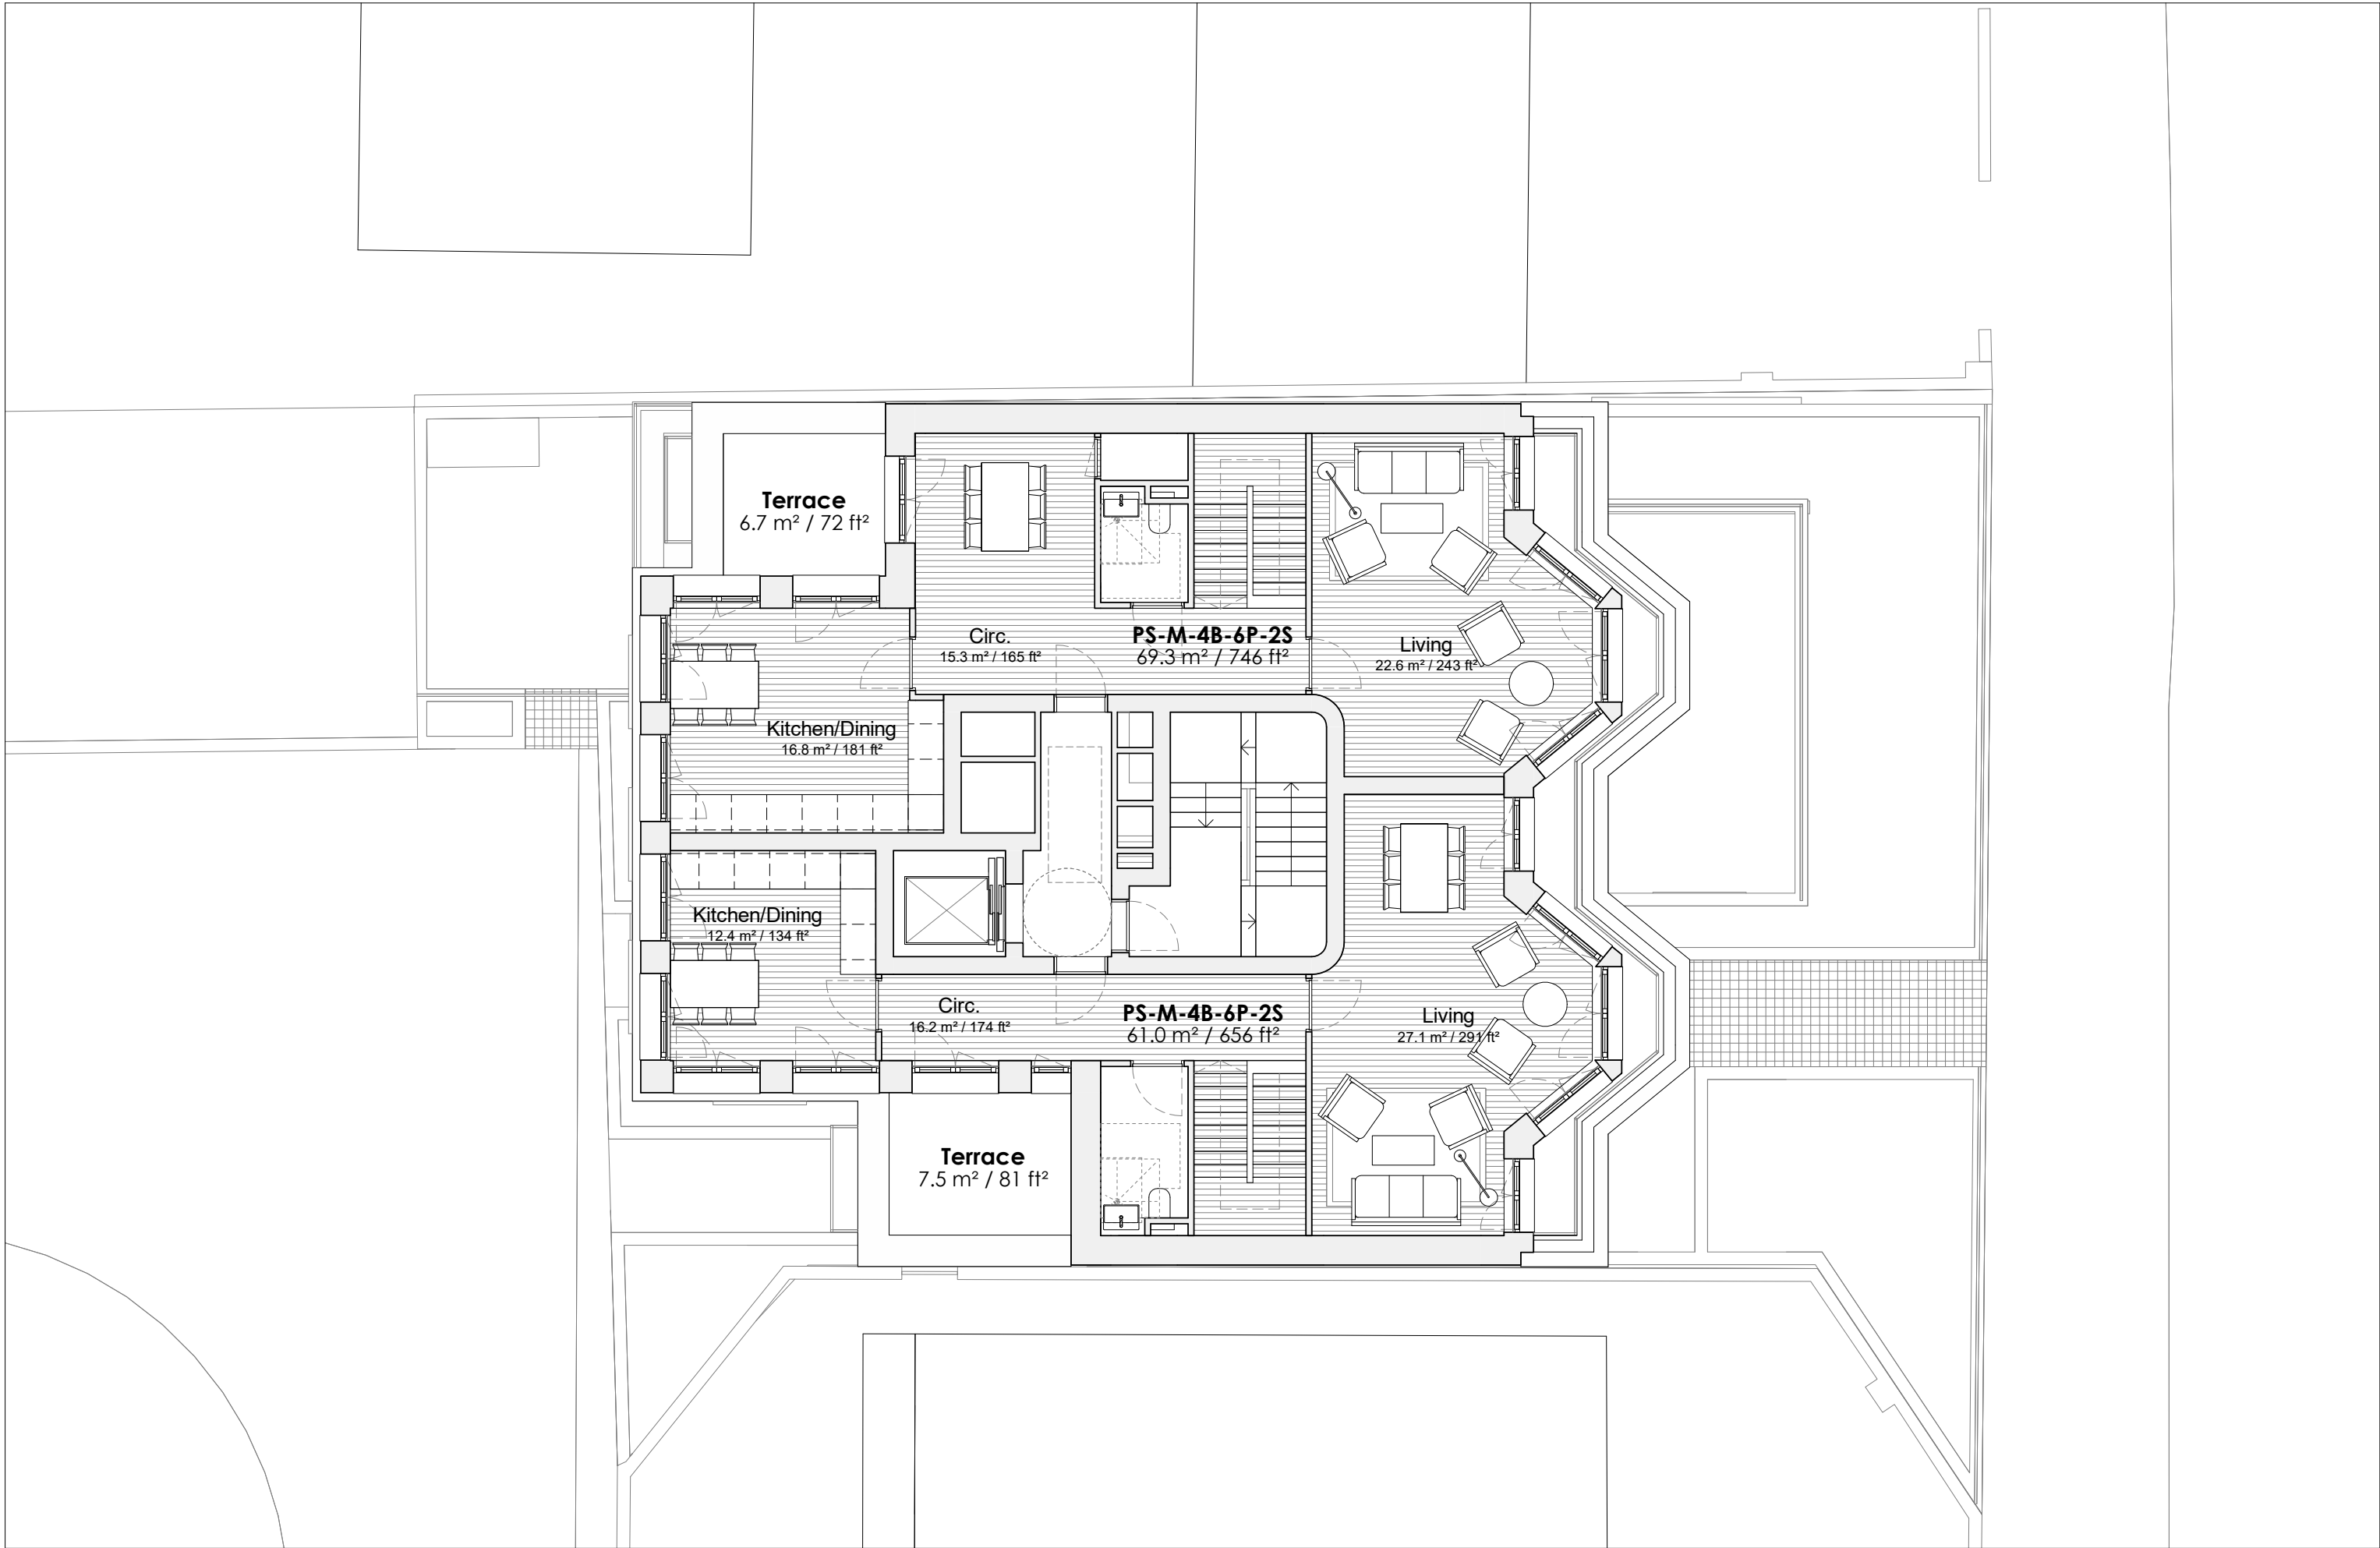 Terrace
6.7 m² / 72 ft²
Circ.
15.3 m² / 165 ft²
PS-M-4B-6P-2S
69.3 m² / 746 ft²
Living
22.6 m² / 243 ft²
Kitchen/Dining
16.8 m² / 181 ft²
Kitchen/Dining
12.4 m² / 134 ft²
Circ.
16.2 m² / 174 ft²
PS-M-4B-6P-2S
61.0 m² / 656 ft²
Living
27.1 m² / 291 ft²
Terrace
7.5 m² / 81 ft²